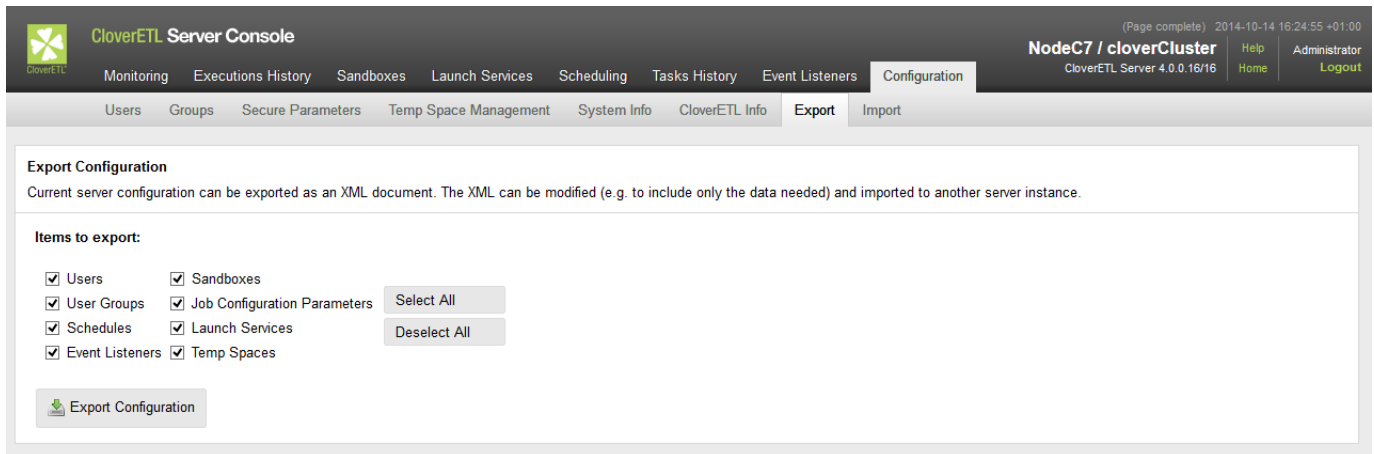 (Page complete) 2014-10-14 16:24:55 +01:00
CloverETL Server Console
NodeC7 / cloverCluster Help Administrator
CloverETL Server 4.0.0.16/16 Home Logout
CloverETL
Monitoring Executions History Sandboxes Launch Services Scheduling Tasks History Event Listeners Configuration
Users Groups Secure Parameters Temp Space Management System Info CloverETL Info Export Import
Export Configuration
Current server configuration can be exported as an XML document. The XML can be modified (e.g. to include only the data needed) and imported to another server instance.
Items to export:
Users Sandboxes
User Groups Job Configuration Parameters Select All
Schedules Launch Services Deselect All
Event Listeners Temp Spaces
Export Configuration